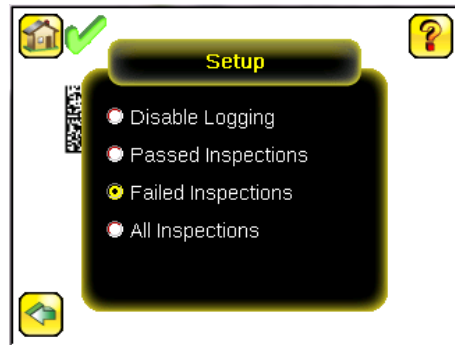 Setup
Disable Logging
Passed Inspections
Failed Inspections
All Inspections